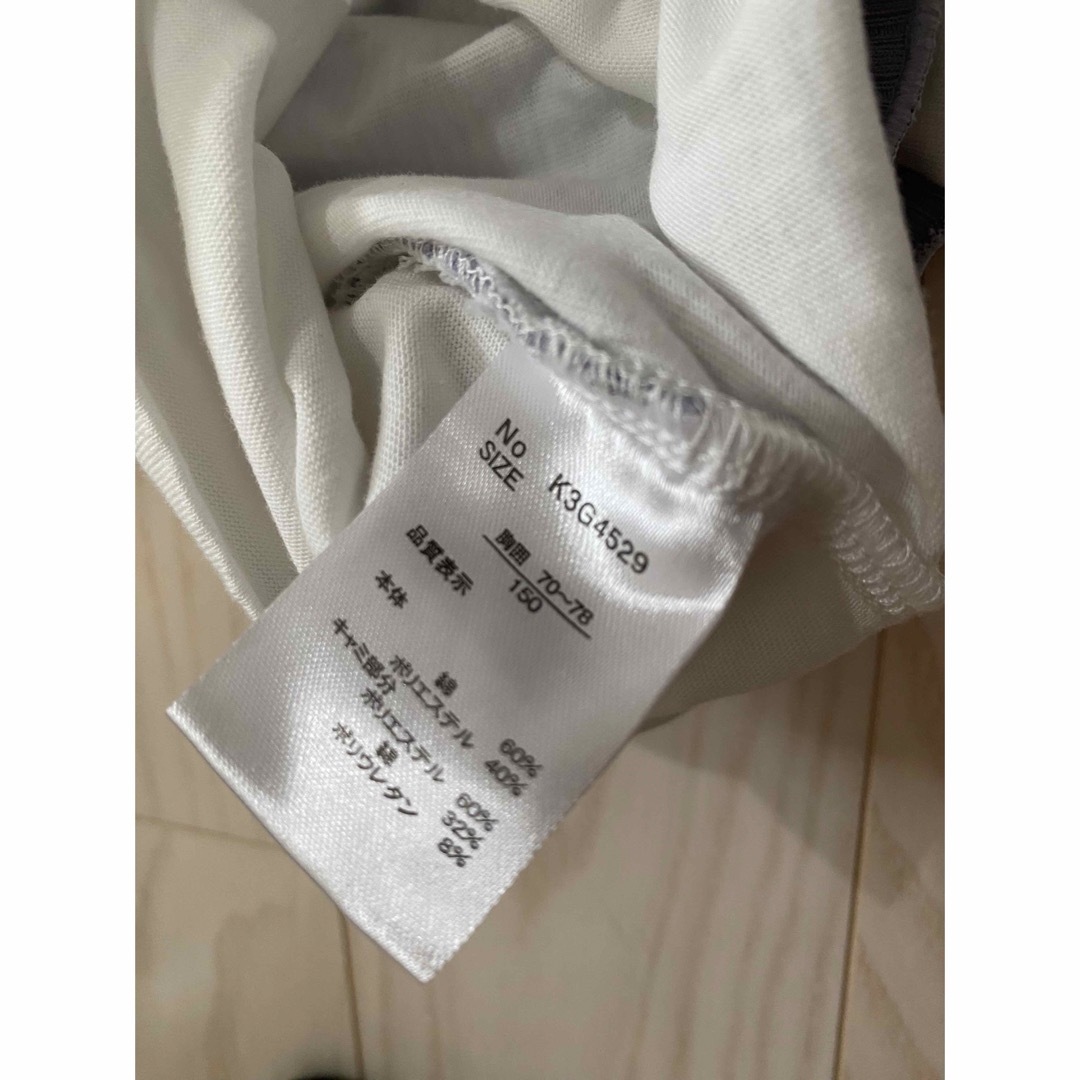 No K3G4529
SIZE
胸囲 70〜78
150
品質表示
本体
綿 60%
ポリエステル 40%
キャミ部分
ポリエステル 60%
綿 32%
ポリウレタン 8%